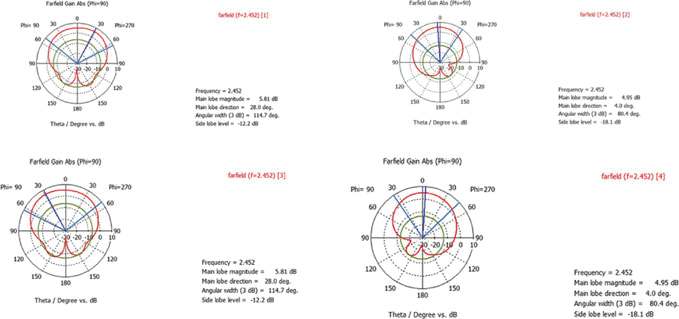 Farfield Gain Abs (Phi=90)
farfield (f=2.452) [1]
Phi= 90
0
Phi=270
30
30
60
60
90
-30 -20 -10 0 10
90
120
120
150
150
180
Theta / Degree vs. dB
Frequency = 2.452
Main lobe magnitude = 5.81 dB
Main lobe direction = 28.0 deg.
Angular width (3 dB) = 114.7 deg.
Side lobe level = -12.2 dB
Farfield Gain Abs (Phi=90)
farfield (f=2.452) [2]
Phi= 90
0
Phi=270
30
30
60
60
90
-30 -20 -10 0 10
90
120
120
150
150
180
Theta / Degree vs. dB
Frequency = 2.452
Main lobe magnitude = 4.95 dB
Main lobe direction = 4.0 deg.
Angular width (3 dB) = 80.4 deg.
Side lobe level = -18.1 dB
Farfield Gain Abs (Phi=90)
farfield (f=2.452) [3]
Phi= 90
0
Phi=270
30
30
60
60
90
-30 -20 -10 0 10
90
120
120
150
150
180
Theta / Degree vs. dB
Frequency = 2.452
Main lobe magnitude = 5.81 dB
Main lobe direction = 28.0 deg.
Angular width (3 dB) = 114.7 deg.
Side lobe level = -12.2 dB
Farfield Gain Abs (Phi=90)
farfield (f=2.452) [4]
Phi= 90
0
Phi=270
30
30
60
60
90
-30 -20 -10 0 10
90
120
120
150
150
180
Theta / Degree vs. dB
Frequency = 2.452
Main lobe magnitude = 4.95 dB
Main lobe direction = 4.0 deg.
Angular width (3 dB) = 80.4 deg.
Side lobe level = -18.1 dB